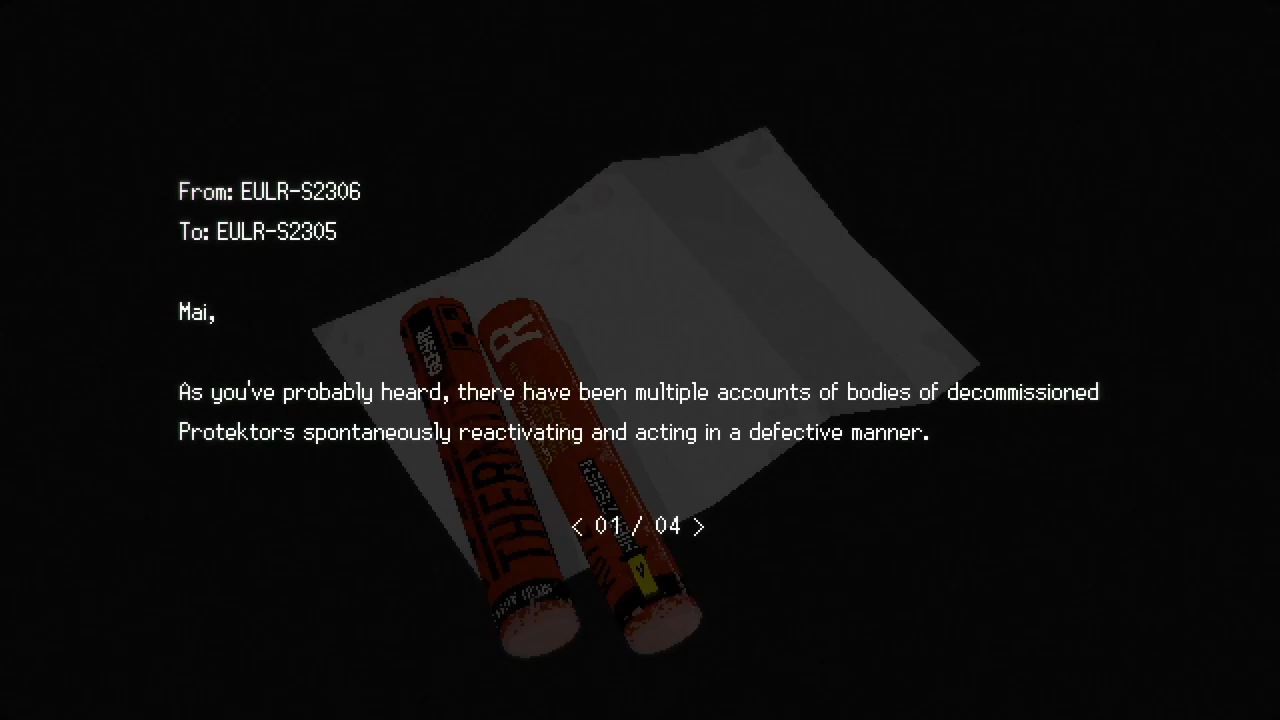 From: EULR-S2306
To: EULR-S2305
Mai,
As you've probably heard, there have been multiple accounts of bodies of decommissioned
Protektors spontaneously reactivating and acting in a defective manner.
< 01 / 04 >
R